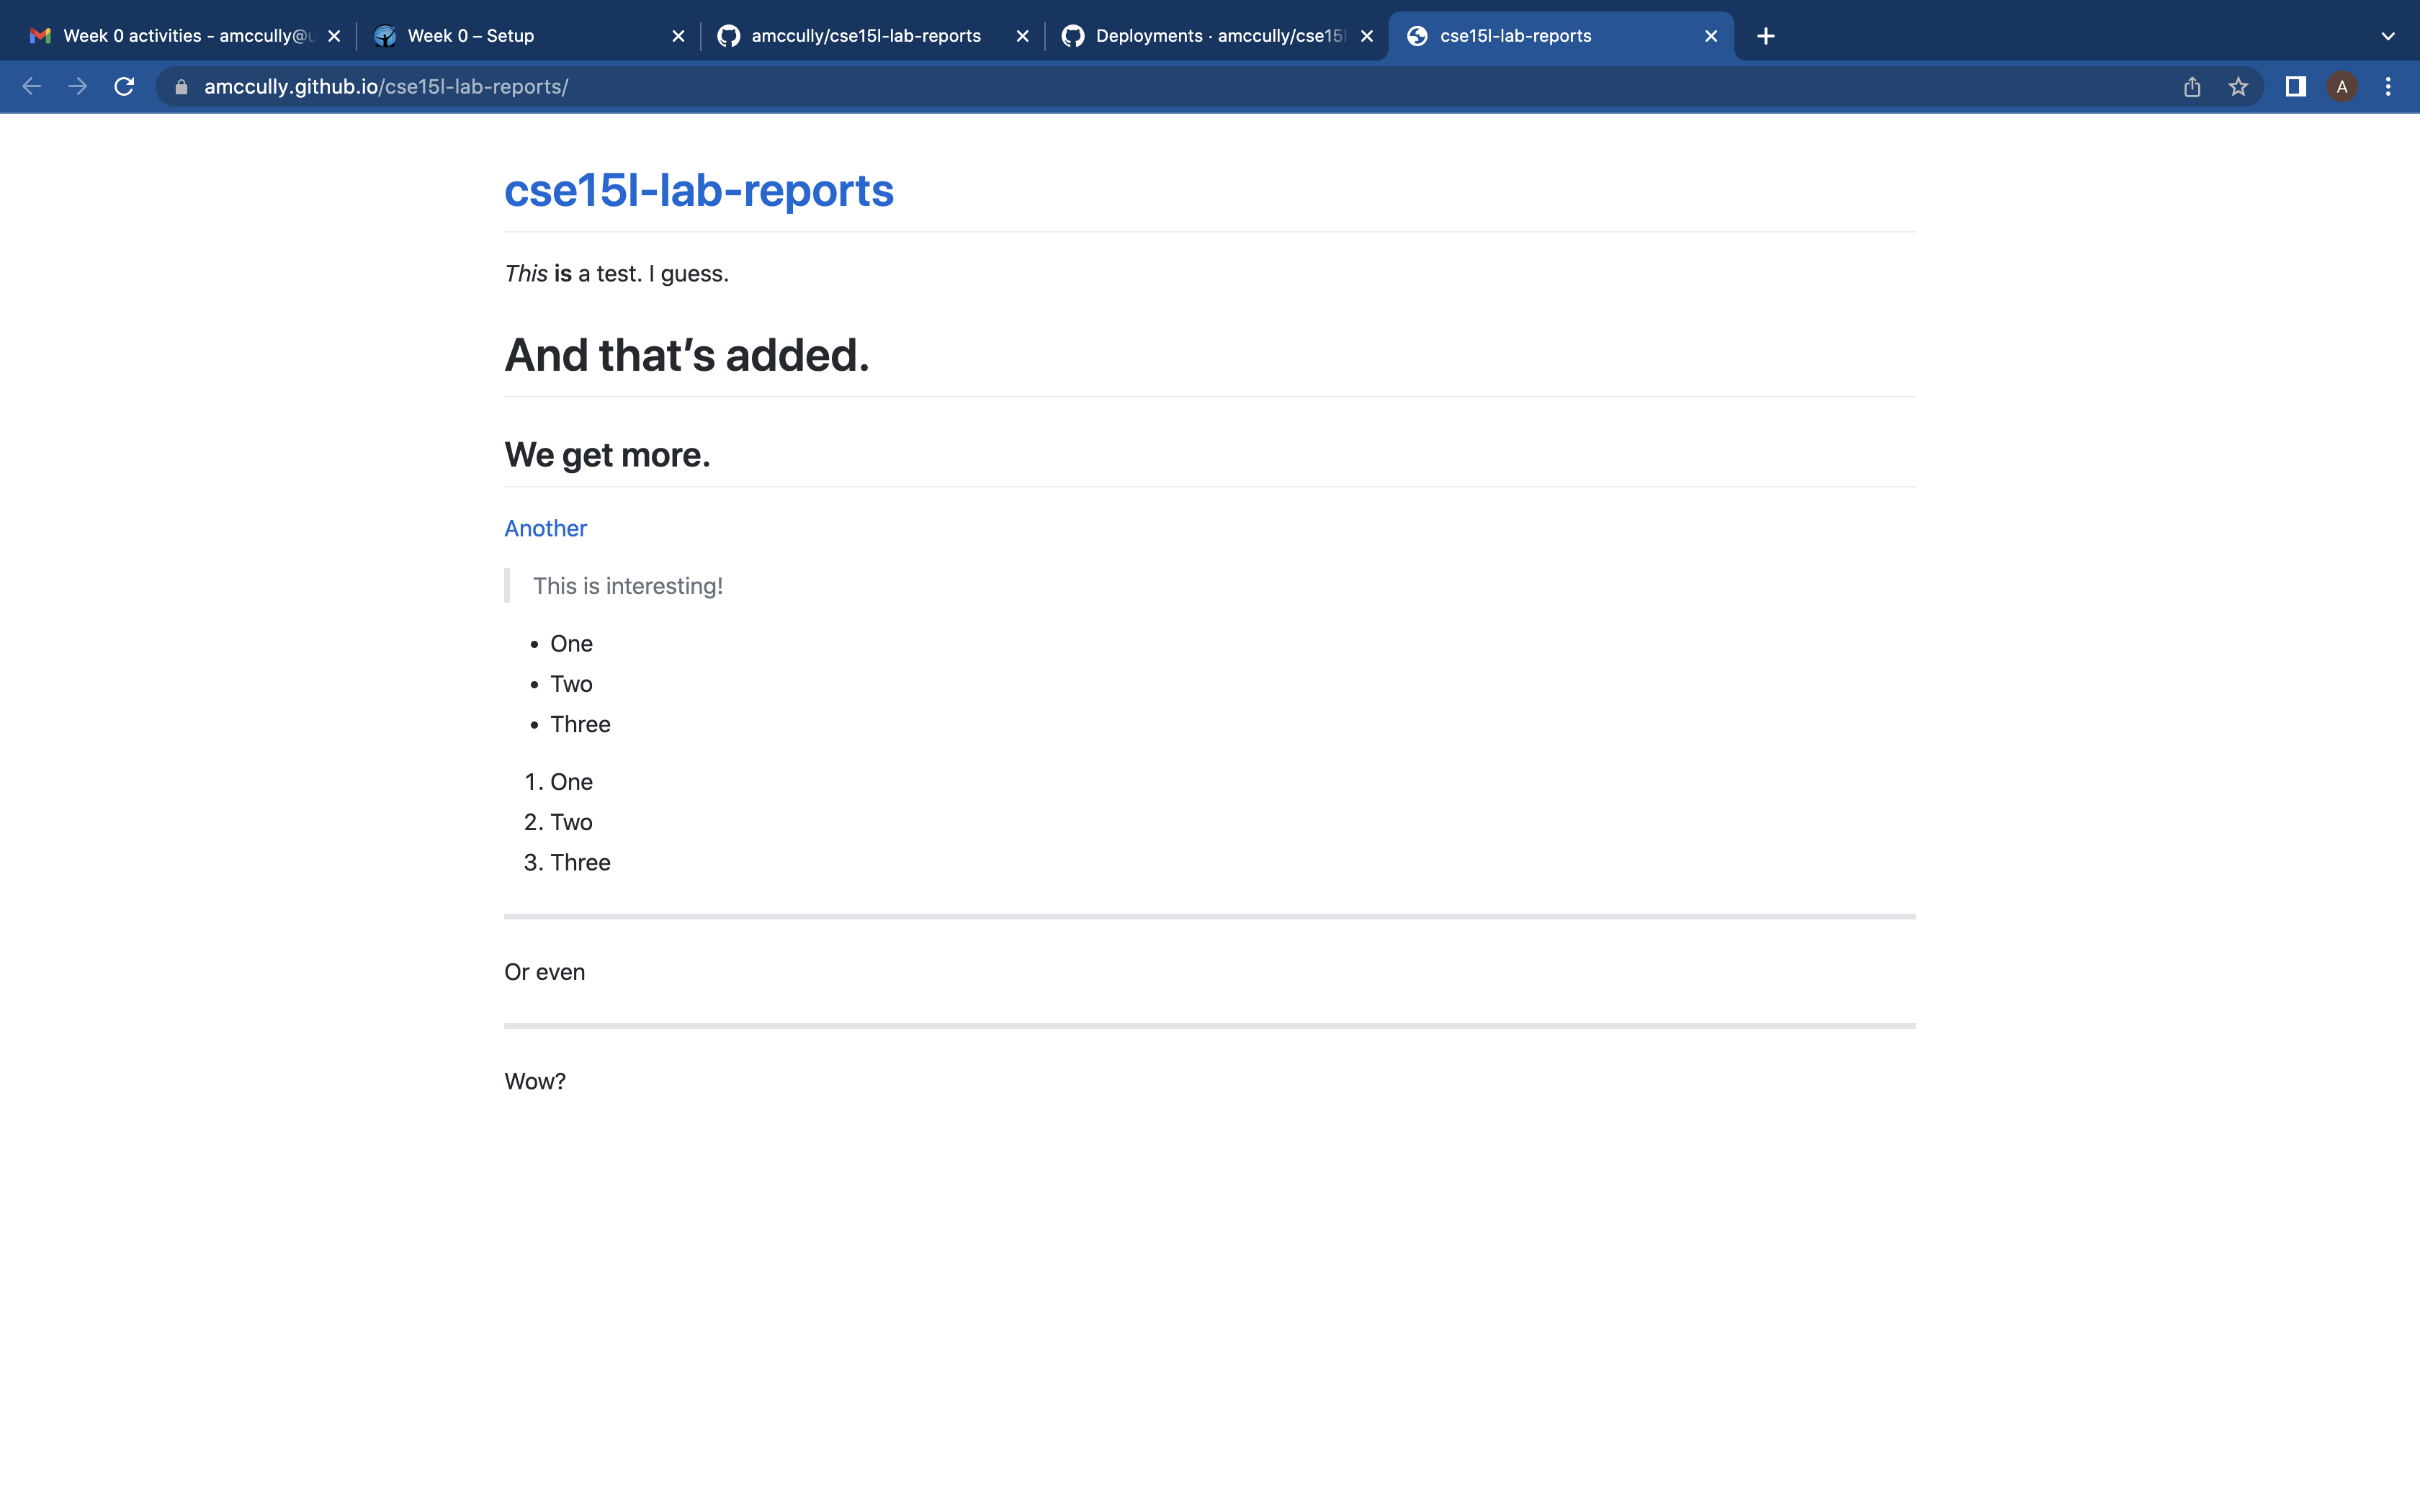 Week 0 activities - amccully@
Week 0 – Setup
amccully/cse15l-lab-reports
Deployments · amccully/cse15l
cse15l-lab-reports
amccully.github.io/cse15l-lab-reports/
A
cse15l-lab-reports
This is a test. I guess.
And that’s added.
We get more.
Another
This is interesting!
• One
• Two
• Three
1. One
2. Two
3. Three
Or even
Wow?